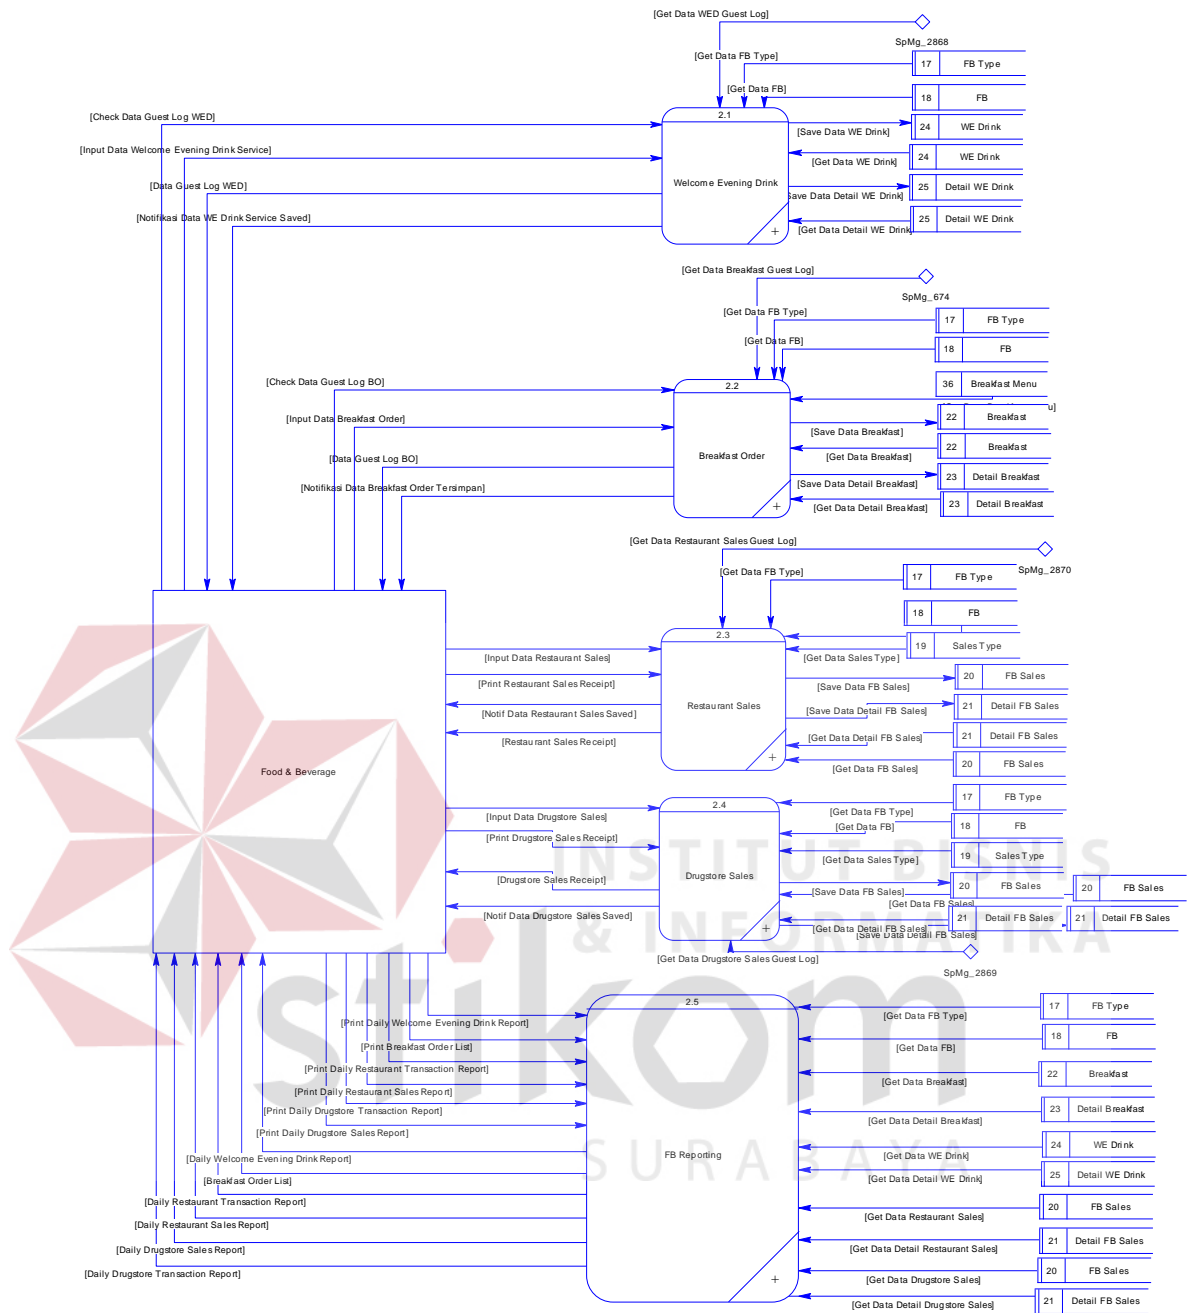 [Get Data WED Guest Log]
SpMg_2868
[Get Data FB Type]
17 FB Type
[Get Data FB]
18 FB
2.1
[Check Data Guest Log WED]
[Save Data WE Drink]
24 WE Drink
[Input Data Welcome Evening Drink Service]
[Get Data WE Drink]
24 WE Drink
Welcome Evening Drink
[Data Guest Log WED]
Save Data Detail WE Drink]
25 Detail WE Drink
[Notifikasi Data WE Drink Service Saved]
[Get Data Detail WE Drink]
25 Detail WE Drink
+
[Get Data Breakfast Guest Log]
SpMg_674
[Get Data FB Type]
17 FB Type
[Get Data FB]
18 FB
[Check Data Guest Log BO]
2.2
36 Breakfast Menu
u]
[Input Data Breakfast Order]
[Save Data Breakfast]
22 Breakfast
[Data Guest Log BO]
Breakfast Order
[Get Data Breakfast]
22 Breakfast
[Notifikasi Data Breakfast Order Tersimpan]
[Save Data Detail Breakfast]
23 Detail Breakfast
[Get Data Detail Breakfast]
23 Detail Breakfast
+
[Get Data Restaurant Sales Guest Log]
SpMg_2870
[Get Data FB Type]
17 FB Type
18 FB
2.3
[Input Data Restaurant Sales]
[Get Data Sales Type]
19 Sales Type
[Print Restaurant Sales Receipt]
[Save Data FB Sales]
20 FB Sales
[Notif Data Restaurant Sales Saved]
Restaurant Sales
[Save Data Detail FB Sales]
21 Detail FB Sales
[Restaurant Sales Receipt]
[Get Data Detail FB Sales]
21 Detail FB Sales
+
[Get Data FB Sales]
20 FB Sales
Food & Beverage
2.4
[Get Data FB Type]
17 FB Type
[Input Data Drugstore Sales]
[Get Data FB]
18 FB
[Print Drugstore Sales Receipt]
[Get Data Sales Type]
19 Sales Type
[Drugstore Sales Receipt]
Drugstore Sales
[Save Data FB Sales]
20 FB Sales
20 FB Sales
[Get Data FB Sales]
[Notif Data Drugstore Sales Saved]
[Get Data Detail FB Sales]
21 Detail FB Sales
21 Detail FB Sales
[Save Data Detail FB Sales]
+
[Get Data Drugstore Sales Guest Log]
SpMg_2869
INSTITUT BISNIS
& INFORMATIKA
stikom
SURABAYA
2.5
[Print Daily Welcome Evening Drink Report]
[Get Data FB Type]
17 FB Type
[Print Breakfast Order List]
[Get Data FB]
18 FB
[Print Daily Restaurant Transaction Report]
[Get Data Breakfast]
22 Breakfast
[Print Daily Restaurant Sales Report]
[Print Daily Drugstore Transaction Report]
[Get Data Detail Breakfast]
23 Detail Breakfast
[Print Daily Drugstore Sales Report]
FB Reporting
[Daily Welcome Evening Drink Report]
[Get Data WE Drink]
24 WE Drink
[Breakfast Order List]
[Get Data Detail WE Drink]
25 Detail WE Drink
[Daily Restaurant Transaction Report]
[Get Data Restaurant Sales]
20 FB Sales
[Daily Restaurant Sales Report]
[Get Data Detail Restaurant Sales]
21 Detail FB Sales
[Daily Drugstore Sales Report]
[Get Data Drugstore Sales]
20 FB Sales
[Daily Drugstore Transaction Report]
[Get Data Detail Drugstore Sales]
21 Detail FB Sales
+